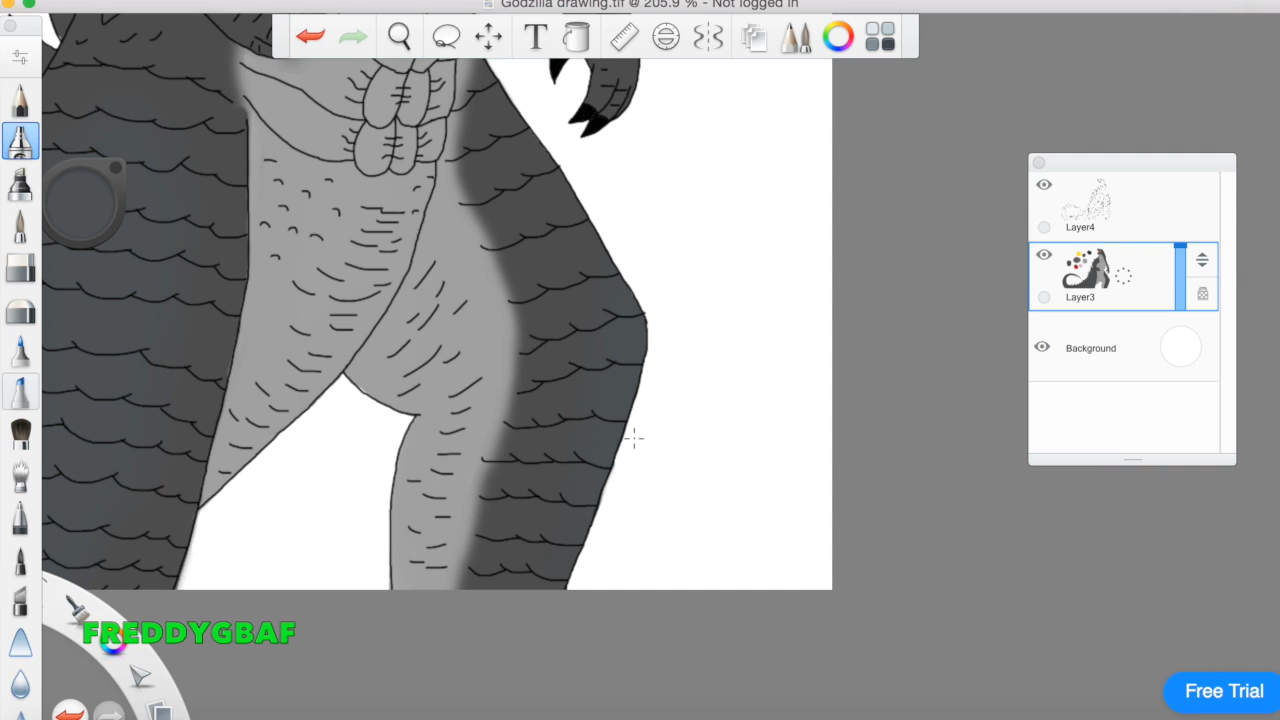 Godzilla drawing.tif @ 205.9 % - Not logged in
T
Layer4
Layer3
Background
FREDDYGBAF
Free Trial